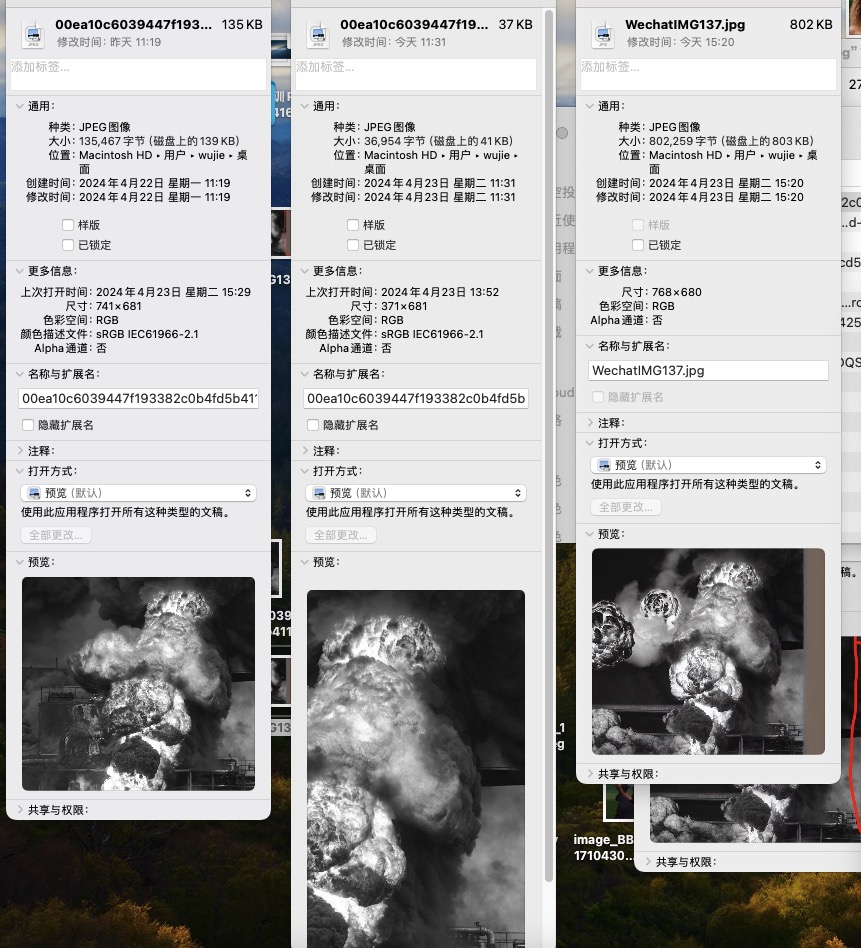 00ea10c6039447f193... 135 KB
修改时间：昨天 11:19
添加标签...
通用：
种类：JPEG图像
大小：135,467字节（磁盘上的139 KB）
位置：Macintosh HD ‣ 用户 ‣ wujie ‣ 桌面
创建时间：2024年4月22日 星期一 11:19
修改时间：2024年4月22日 星期一 11:19
样版
已锁定
更多信息：
上次打开时间：2024年4月23日 星期二 15:29
尺寸：741×681
色彩空间：RGB
颜色描述文件：sRGB IEC61966-2.1
Alpha通道：否
名称与扩展名：
00ea10c6039447f193382c0b4fd5b411
隐藏扩展名
注释：
打开方式：
预览（默认）
使用此应用程序打开所有这种类型的文稿。
全部更改...
预览：
共享与权限：
00ea10c6039447f19... 37 KB
修改时间：今天 11:31
添加标签...
通用：
种类：JPEG图像
大小：36,954字节（磁盘上的41 KB）
位置：Macintosh HD ‣ 用户 ‣ wujie ‣
桌面
创建时间：2024年4月23日 星期二 11:31
修改时间：2024年4月23日 星期二 11:31
样版
已锁定
更多信息：
上次打开时间：2024年4月23日 13:52
尺寸：371×681
色彩空间：RGB
颜色描述文件：sRGB IEC61966-2.1
Alpha通道：否
名称与扩展名：
00ea10c6039447f193382c0b4fd5b
隐藏扩展名
注释：
打开方式：
预览（默认）
使用此应用程序打开所有这种类型的文稿。
全部更改...
预览：
WechatIMG137.jpg 802 KB
修改时间：今天 15:20
添加标签...
通用：
种类：JPEG图像
大小：802,259字节（磁盘上的803 KB）
位置：Macintosh HD ‣ 用户 ‣ wujie ‣ 桌
面
创建时间：2024年4月23日 星期二 15:20
修改时间：2024年4月23日 星期二 15:20
样版
已锁定
更多信息：
尺寸：768×680
色彩空间：RGB
Alpha通道：否
名称与扩展名：
WechatIMG137.jpg
隐藏扩展名
注释：
打开方式：
预览（默认）
使用此应用程序打开所有这种类型的文稿。
全部更改...
预览：
共享与权限：
image_BB
1710430...
共享与权限：